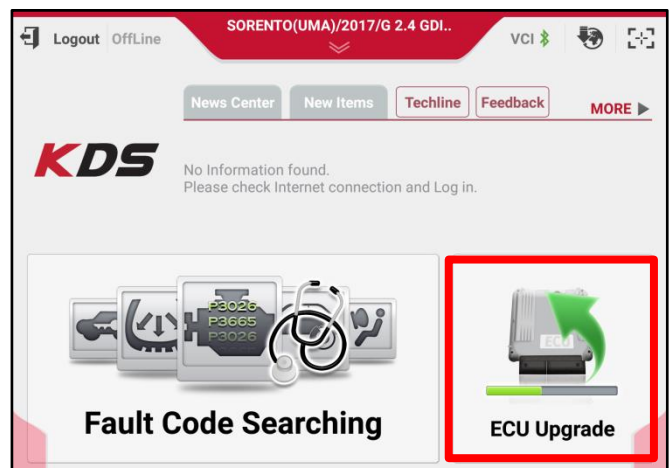 Logout OffLine
SORENTO(UMA)/2017/G 2.4 GDI..
VCI
News Center New Items Techline Feedback MORE
KDS
No Information found.
Please check Internet connection and Log in.
P3026
P3665
P3026
ECU
Fault Code Searching
ECU Upgrade